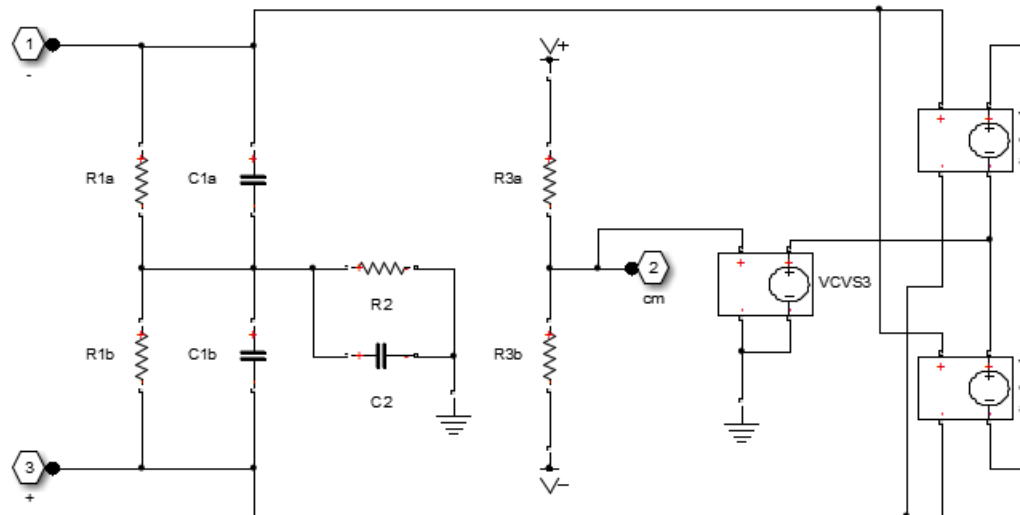 1
-
V+
R1a
C1a
R3a
2
cm
VCVS3
R2
R1b
C1b
C2
R3b
3
+
V-